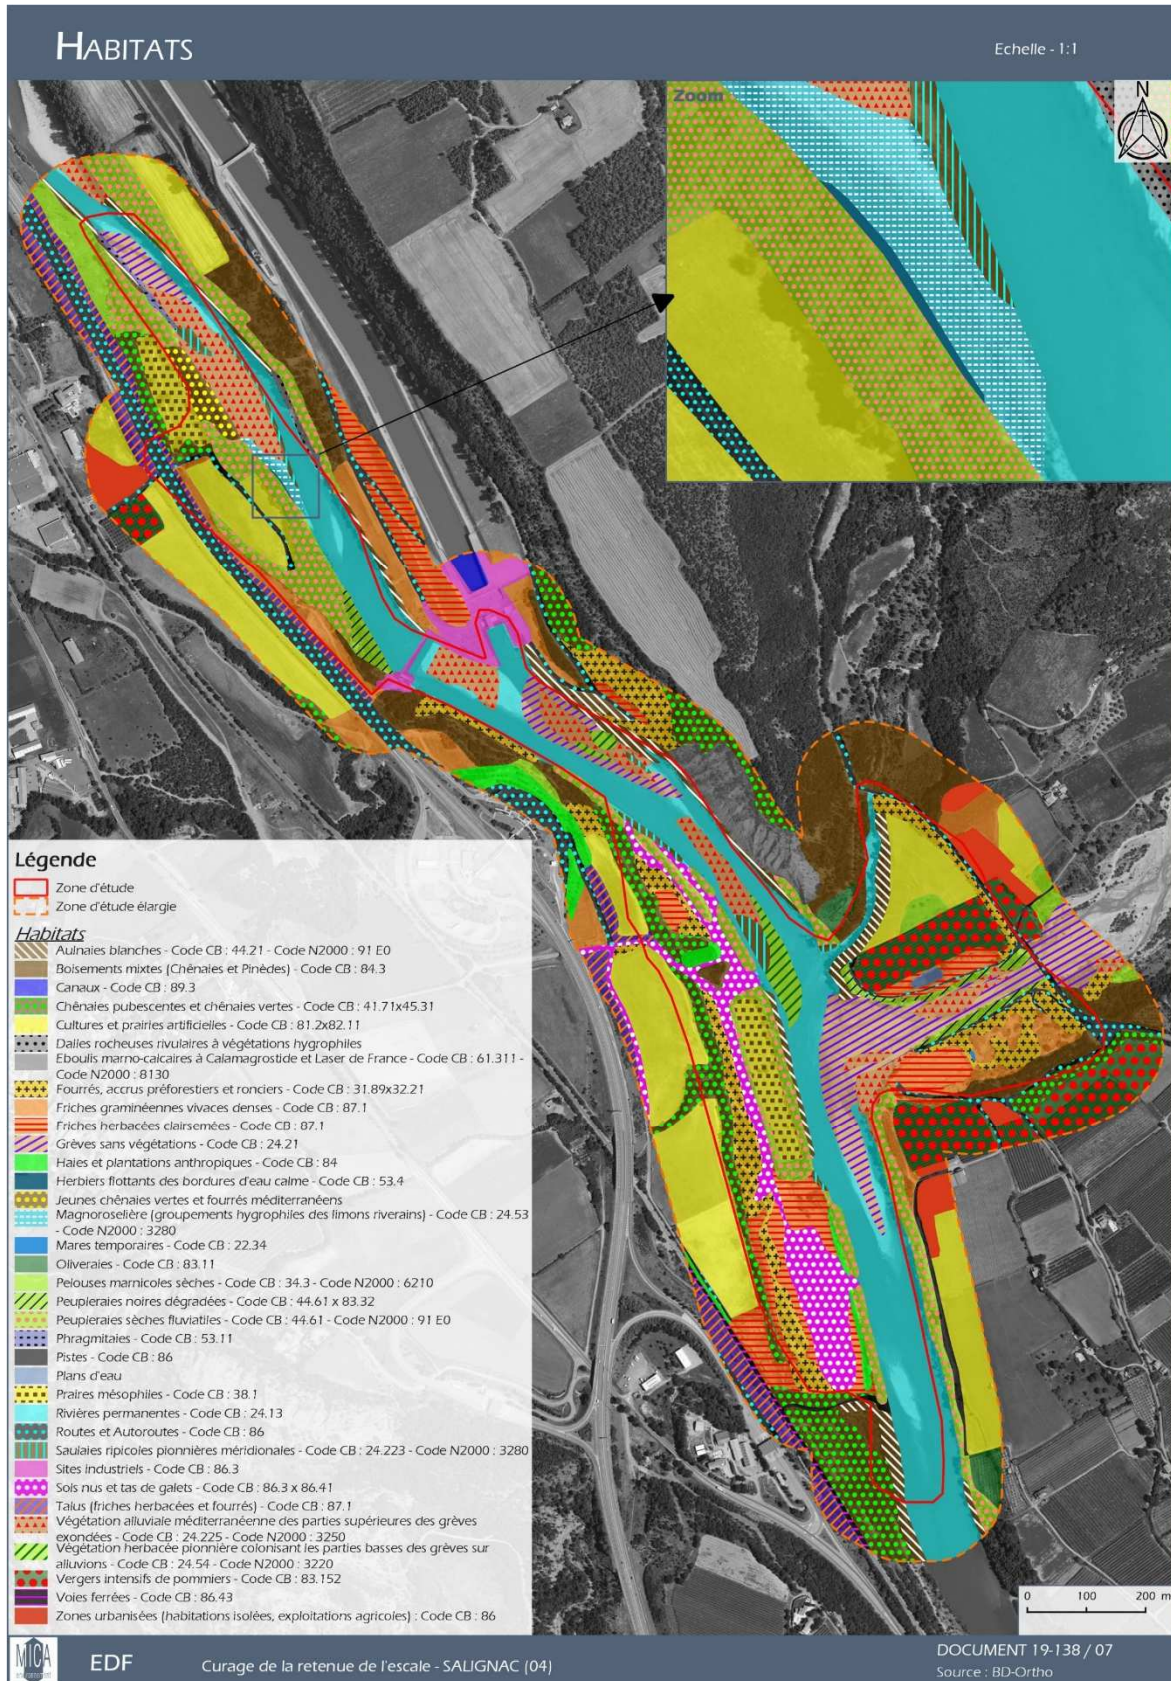 HABITATS
Echelle - 1:1
Zoom
N
Légende
Zone d'étude
Zone d'étude élargie
Habitats
Aulnaies blanches - Code CB : 44.21 - Code N2000 : 91 E0
Boisements mixtes (Chênaies et Pinèdes) - Code CB : 84.3
Canaux - Code CB : 89.3
Chênaies pubescentes et chênaies vertes - Code CB : 41.71x45.31
Cultures et prairies artificielles - Code CB : 81.2x82.11
Dalles rocheuses rivulaires à végétations hygrophiles
Eboulis marno-calcaires à Calamagrostide et Laser de France - Code CB : 61.311 -
Code N2000 : 8130
Fourrés, accrus préforestiers et ronciers - Code CB : 31.89x32.21
Friches graminéennes vivaces denses - Code CB : 87.1
Friches herbacées clairsemées - Code CB : 87.1
Grèves sans végétations - Code CB : 24.21
Haies et plantations anthropiques - Code CB : 84
Herbiers flottants des bordures d'eau calme - Code CB : 53.4
Jeunes chênaies vertes et fourrés méditerranéens
Magnoroselière (groupements hygrophiles des limons riverains) - Code CB : 24.53
- Code N2000 : 3280
Mares temporaires - Code CB : 22.34
Oliveraies - Code CB : 83.11
Pelouses marnicoles sèches - Code CB : 34.3 - Code N2000 : 6210
Peupleraies noires dégradées - Code CB : 44.61 x 83.32
Peupleraies sèches fluviatiles - Code CB : 44.61 - Code N2000 : 91 E0
Phragmitaies - Code CB : 53.11
Pistes - Code CB : 86
Plans d'eau
Praires mésophiles - Code CB : 38.1
Rivières permanentes - Code CB : 24.13
Routes et Autoroutes - Code CB : 86
Saulaies ripicoles pionnières méridionales - Code CB : 24.223 - Code N2000 : 3280
Sites industriels - Code CB : 86.3
Sols nus et tas de galets - Code CB : 86.3 x 86.41
Talus (friches herbacées et fourrés) - Code CB : 87.1
Végétation alluviale méditerranéenne des parties supérieures des grèves
exondées - Code CB : 24.225 - Code N2000 : 3250
Végétation herbacée pionnière colonisant les parties basses des grèves sur
alluvions - Code CB : 24.54 - Code N2000 : 3220
Vergers intensifs de pommiers - Code CB : 83.152
Voies ferrées - Code CB : 86.43
Zones urbanisées (habitations isolées, exploitations agricoles) : Code CB : 86
0 100 200 m
MICA
EDF
Curage de la retenue de l'escale - SALIGNAC (04)
DOCUMENT 19-138 / 07
Source : BD-Ortho